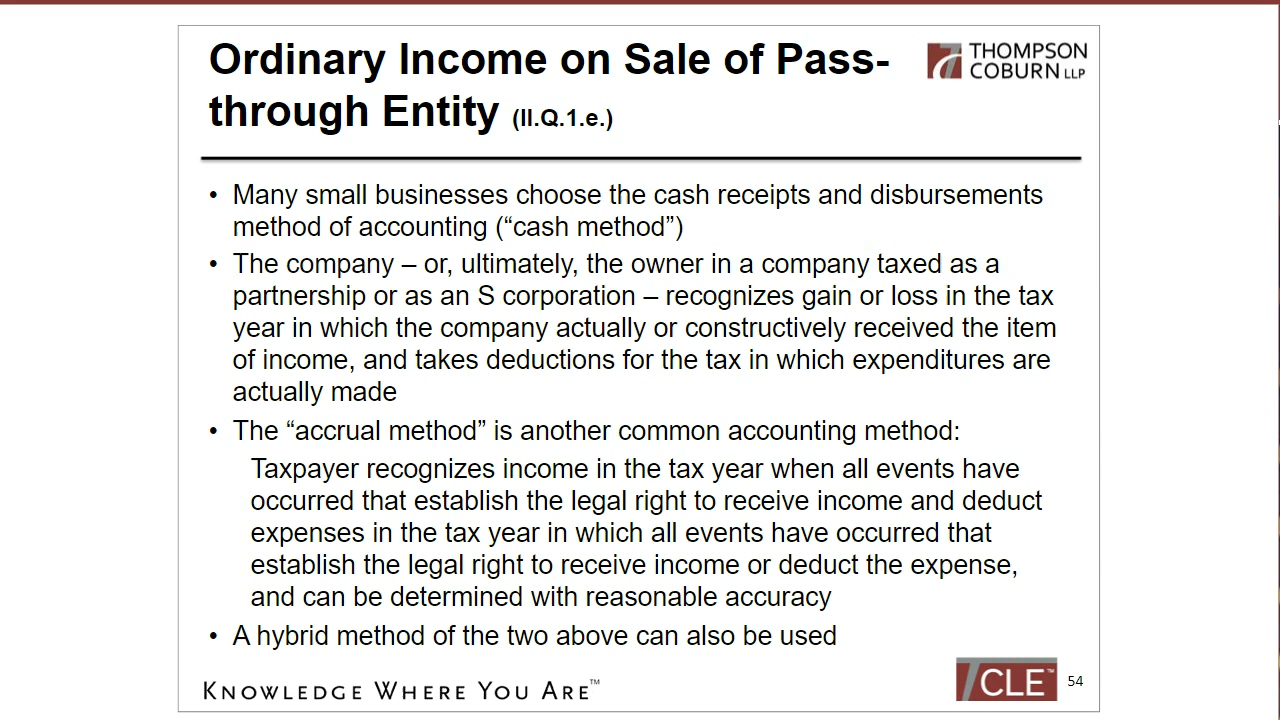 Ordinary Income on Sale of Pass-
through Entity (II.Q.1.e.)
THOMPSON
COBURN LLP
• Many small businesses choose the cash receipts and disbursements
method of accounting (“cash method”)
• The company – or, ultimately, the owner in a company taxed as a
partnership or as an S corporation – recognizes gain or loss in the tax
year in which the company actually or constructively received the item
of income, and takes deductions for the tax in which expenditures are
actually made
• The “accrual method” is another common accounting method:
Taxpayer recognizes income in the tax year when all events have
occurred that establish the legal right to receive income and deduct
expenses in the tax year in which all events have occurred that
establish the legal right to receive income or deduct the expense,
and can be determined with reasonable accuracy
• A hybrid method of the two above can also be used
KNOWLEDGE WHERE YOU ARE™
TCLE™
54